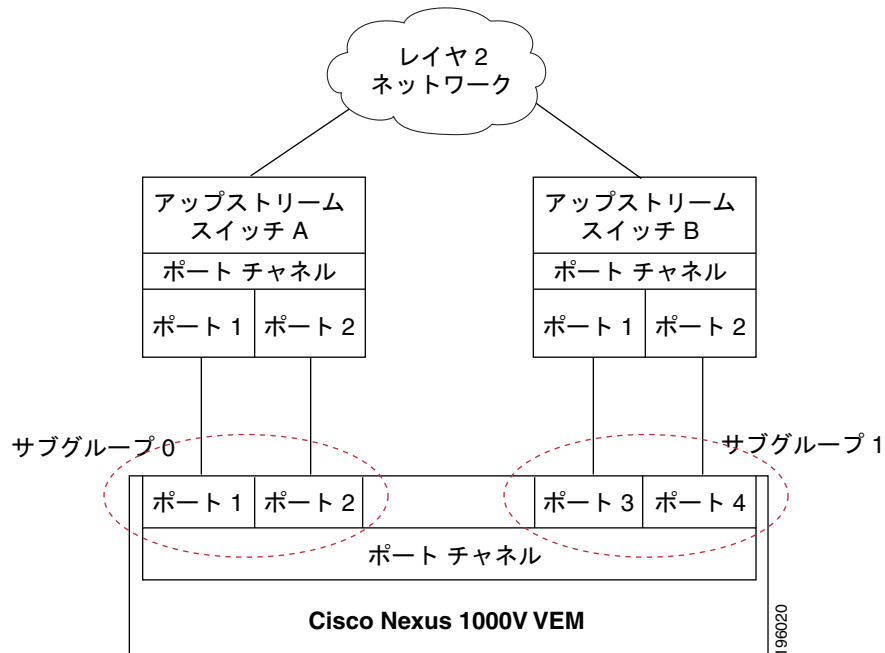 レイヤ 2
ネットワーク
アップストリーム
スイッチ A
ポート チャネル
ポート 1
ポート 2
アップストリーム
スイッチ B
ポート チャネル
ポート 1
ポート 2
サブグループ 0
サブグループ 1
ポート 1
ポート 2
ポート 3
ポート 4
ポート チャネル
Cisco Nexus 1000V VEM
196020